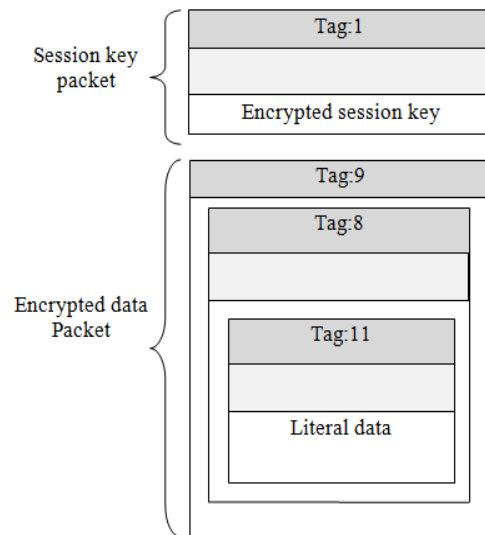 Tag:1
Session key
packet
Encrypted session key
Tag:9
Tag:8
Encrypted data
Packet
Tag:11
Literal data